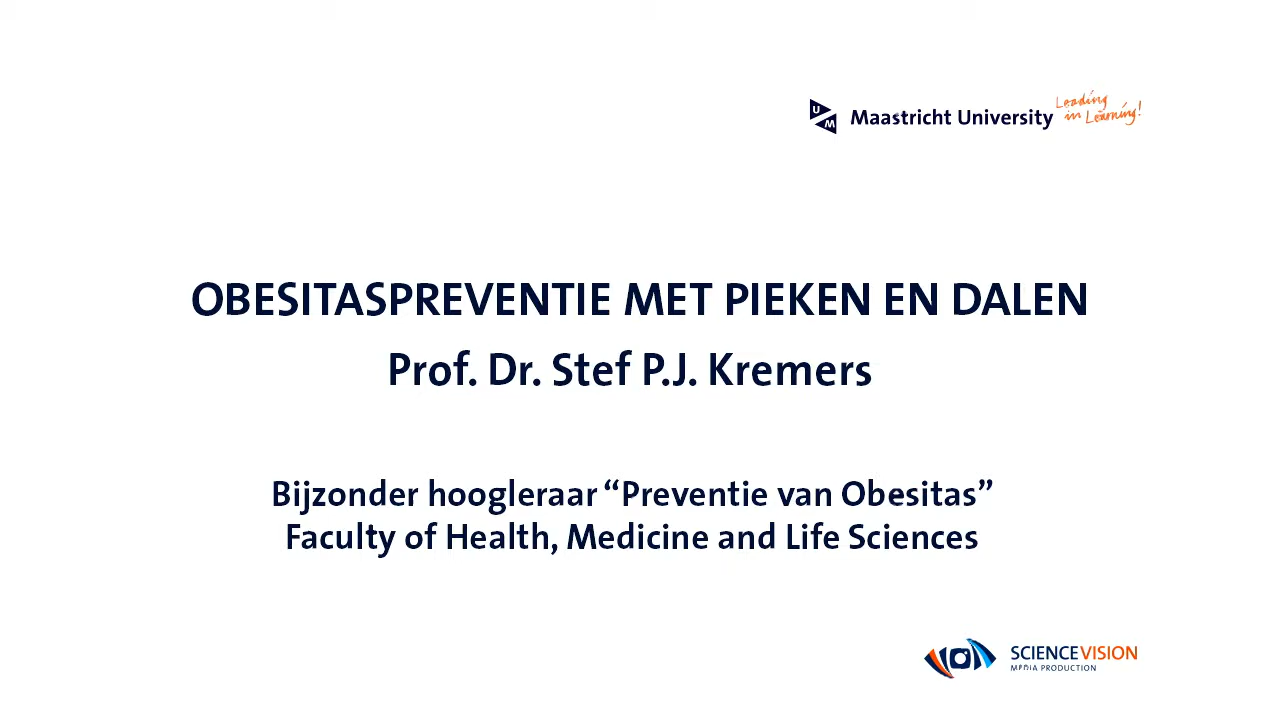 U M Maastricht University Leading in Learning!
OBESITASPREVENTIE MET PIEKEN EN DALEN
Prof. Dr. Stef P.J. Kremers
Bijzonder hoogleraar “Preventie van Obesitas”
Faculty of Health, Medicine and Life Sciences
SCIENCEVISION
MEDIA PRODUCTION